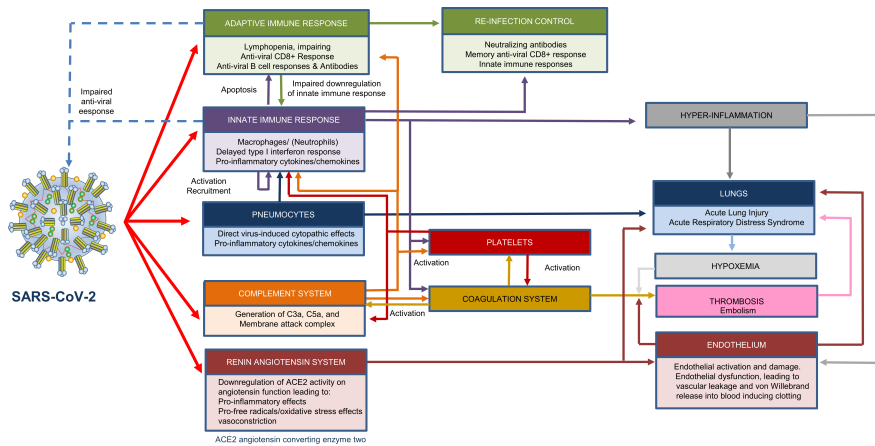 ADAPTIVE IMMUNE RESPONSE
Lymphopenia, impairing
Anti-viral CD8+ Response
Anti-viral B cell responses & Antibodies
RE-INFECTION CONTROL
Neutralizing antibodies
Memory anti-viral CD8+ response
Innate immune responses
Apoptosis
Impaired downregulation
of innate immune response
Impaired
anti-viral
eesponse
INNATE IMMUNE RESPONSE
Macrophages/ (Neutrophils)
Delayed type I interferon response
Pro-inflammatory cytokines/chemokines
HYPER-INFLAMMATION
Activation
Recruitment
PNEUMOCYTES
Direct virus-induced cytopathic effects
Pro-inflammatory cytokines/chemokines
LUNGS
Acute Lung Injury
Acute Respiratory Distress Syndrome
PLATELETS
Activation
Activation
HYPOXEMIA
SARS-CoV-2
COMPLEMENT SYSTEM
Generation of C3a, C5a, and
Membrane attack complex
COAGULATION SYSTEM
Activation
THROMBOSIS
Embolism
RENIN ANGIOTENSIN SYSTEM
Downregulation of ACE2 activity on
angiotensin function leading to:
Pro-inflammatory effects
Pro-free radicals/oxidative stress effects
vasoconstriction
ENDOTHELIUM
Endothelial activation and damage.
Endothelial dysfunction, leading to
vascular leakage and von Willebrand
release into blood inducing clotting
ACE2 angiotensin converting enzyme two